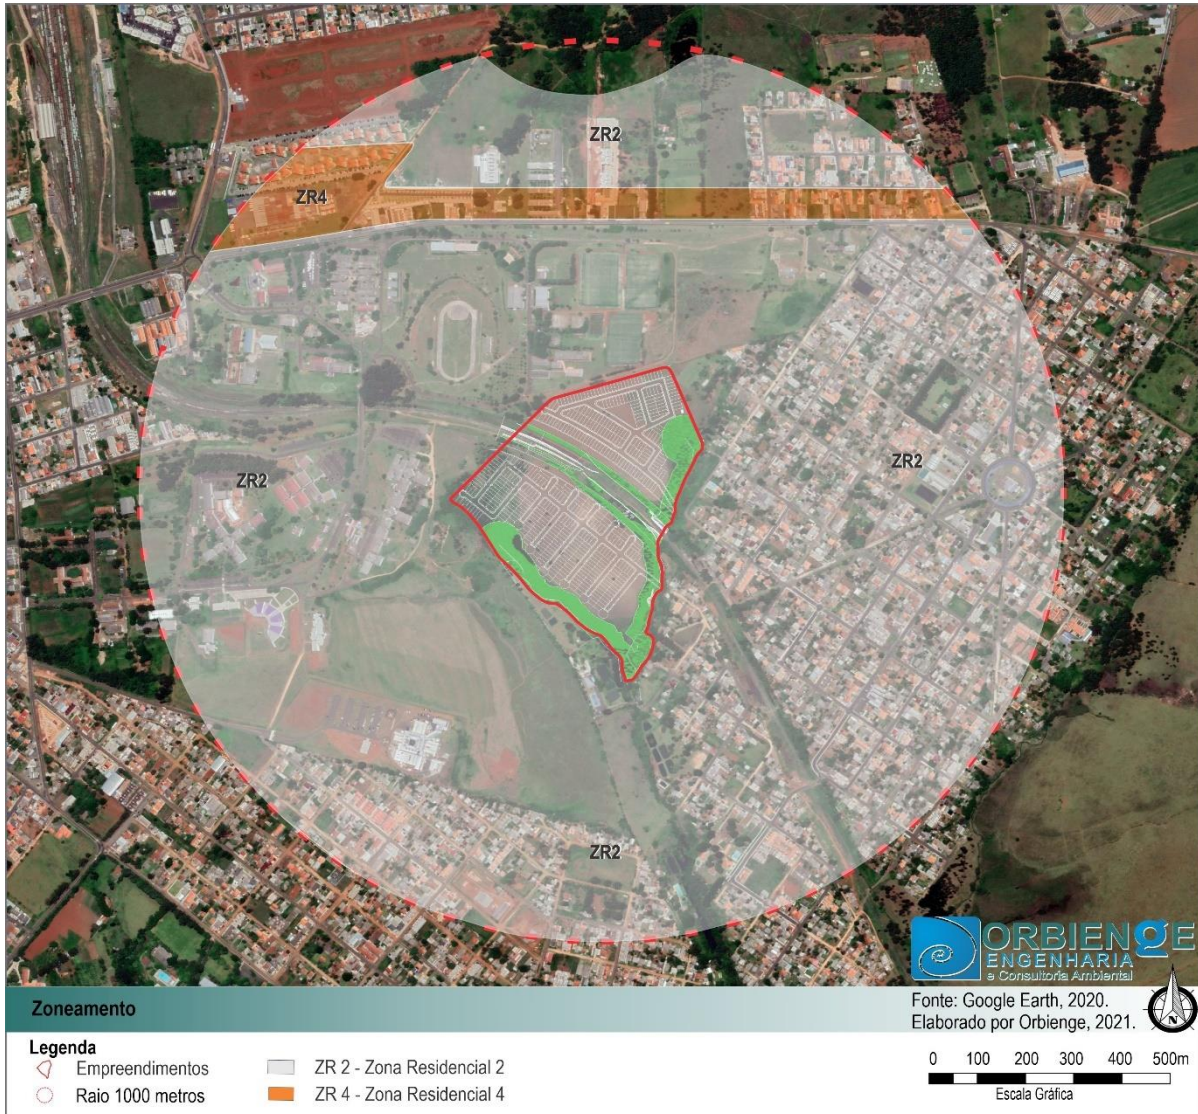 ZR2
ZR4
ZR2
ZR2
ZR2
ORBIENGE
ENGENHARIA
e Consultoria Ambiental
Zoneamento
Fonte: Google Earth, 2020.
Elaborado por Orbienge, 2021.
N
Legenda
Empreendimentos
Raio 1000 metros
ZR 2 - Zona Residencial 2
ZR 4 - Zona Residencial 4
0 100 200 300 400 500m
Escala Gráfica